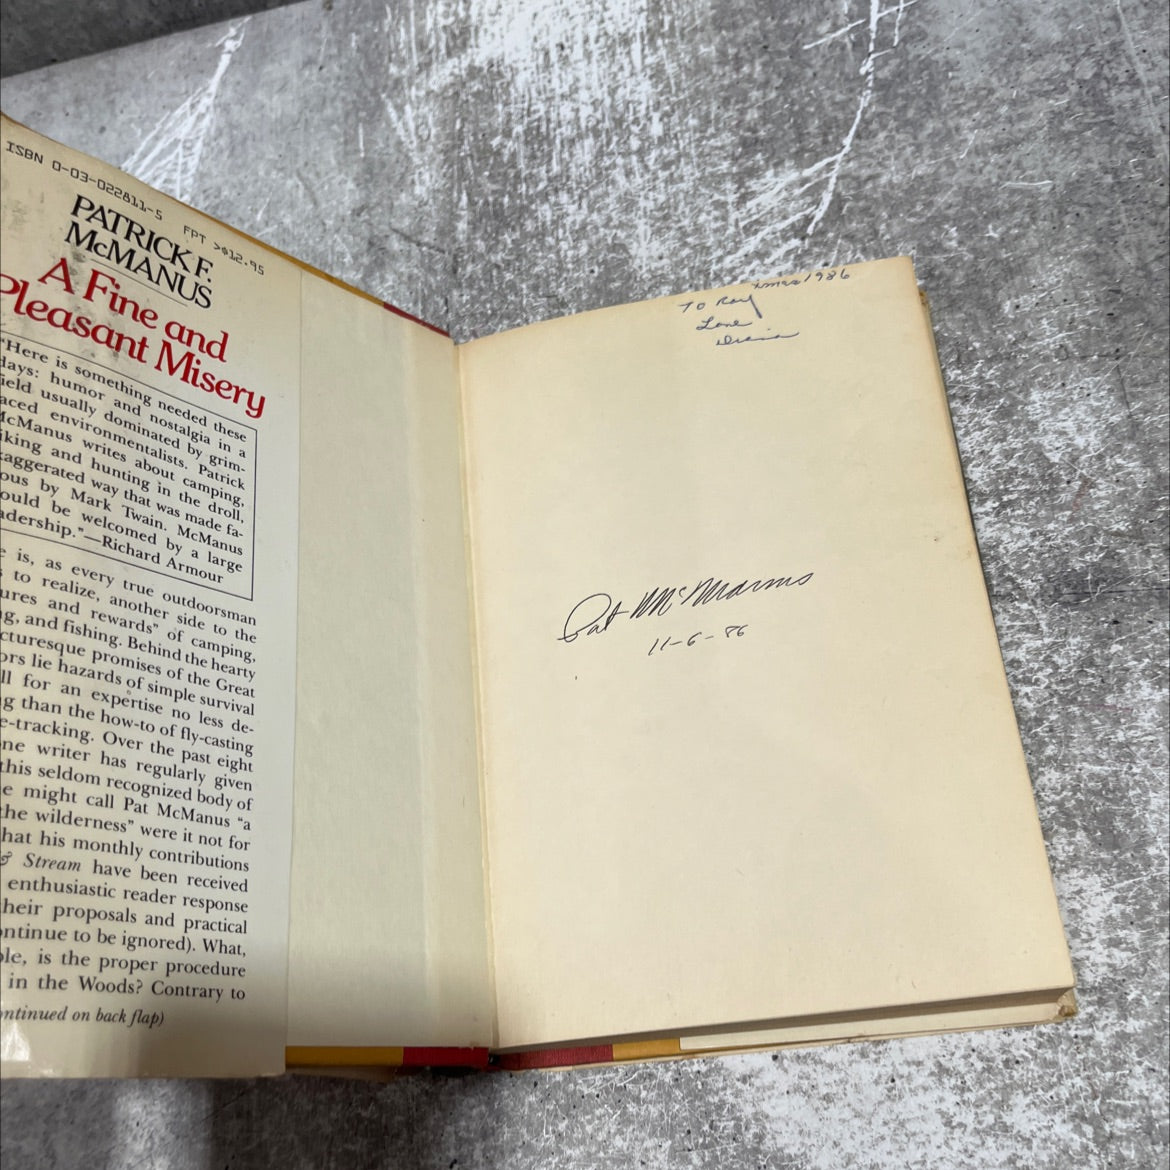 ISBN 0-03-022811-5
FPT >$12.95
PATRICK F.
McMANUS
A Fine and
Pleasant Misery
"Here is something needed these
days: humor and nostalgia in a
field usually dominated by grim-
faced environmentalists. Patrick
McManus writes about camping,
hiking and hunting in the droll,
exaggerated way that was made fa-
ous by Mark Twain. McManus
ould be welcomed by a large
adership."—Richard Armour
e is, as every true outdoorsman
s to realize, another side to the
ures and rewards" of camping,
ng, and fishing. Behind the hearty
cturesque promises of the Great
ors lie hazards of simple survival
ll for an expertise no less de-
ng than the how-to of fly-casting
e-tracking. Over the past eight
ne writer has regularly given
this seldom recognized body of
e might call Pat McManus "a
the wilderness" were it not for
hat his monthly contributions
& Stream have been received
enthusiastic reader response
heir proposals and practical
ontinue to be ignored). What,
ple, is the proper procedure
in the Woods? Contrary to
ontinued on back flap)
Xmas 1986
To Ray
Love
Diana
Pat McManus
11-6-86